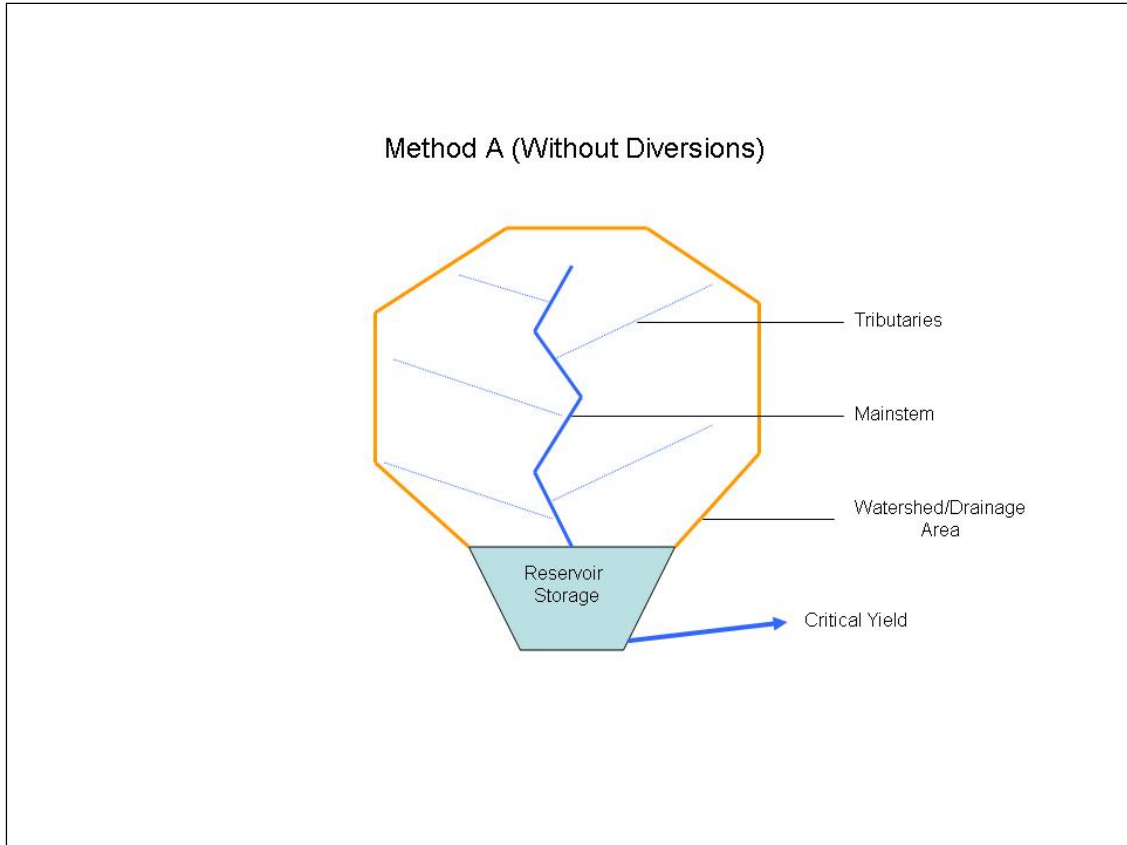 Method A (Without Diversions)
Tributaries
Mainstem
Watershed/Drainage
Area
Reservoir
Storage
Critical Yield